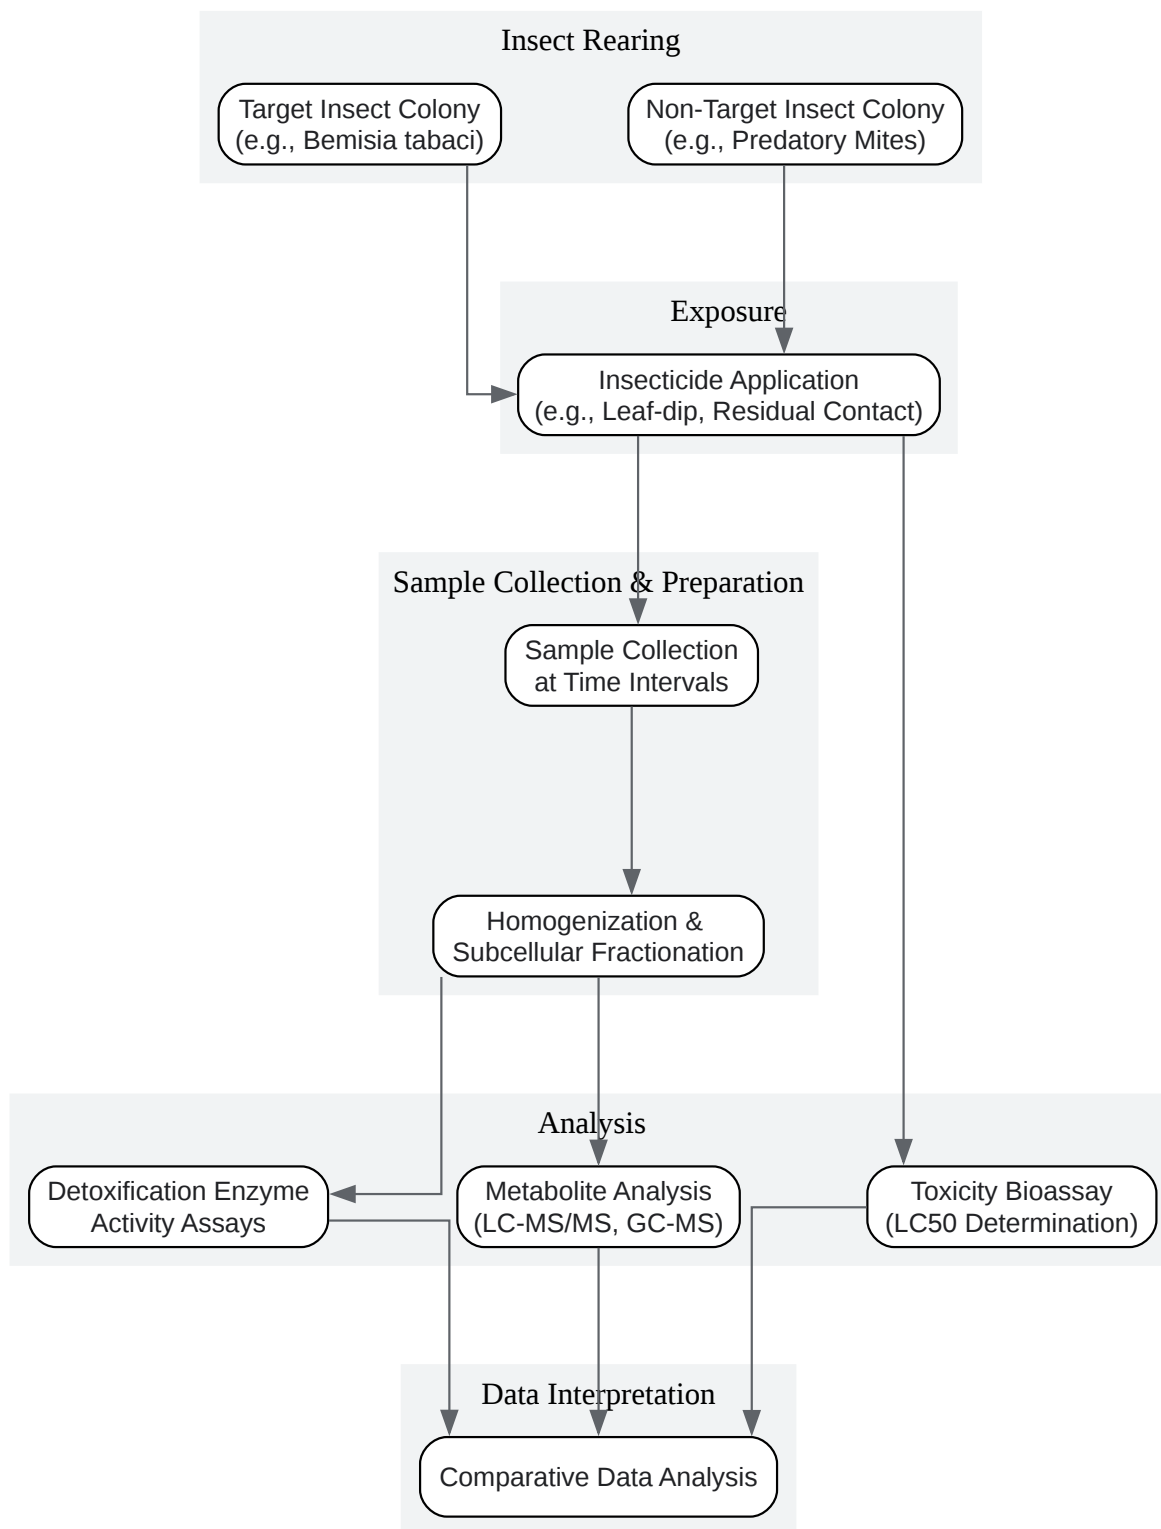 Insect Rearing
Target Insect Colony
(e.g., Bemisia tabaci)
Non-Target Insect Colony
(e.g., Predatory Mites)
Exposure
Insecticide Application
(e.g., Leaf-dip, Residual Contact)
Sample Collection & Preparation
Sample Collection
at Time Intervals
Homogenization &
Subcellular Fractionation
Analysis
Detoxification Enzyme
Activity Assays
Metabolite Analysis
(LC-MS/MS, GC-MS)
Toxicity Bioassay
(LC50 Determination)
Data Interpretation
Comparative Data Analysis